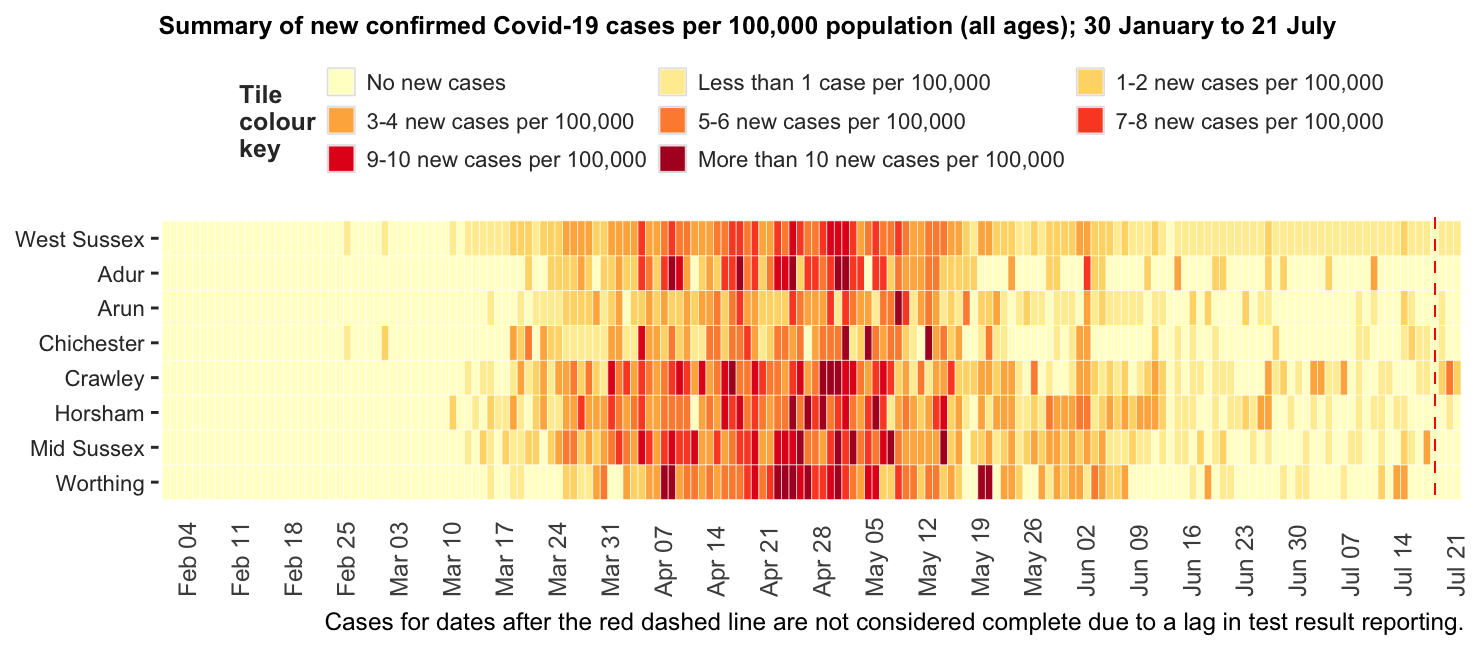 Summary of new confirmed Covid-19 cases per 100,000 population (all ages); 30 January to 21 July
Tile
colour
key
No new cases
Less than 1 case per 100,000
1-2 new cases per 100,000
3-4 new cases per 100,000
5-6 new cases per 100,000
7-8 new cases per 100,000
9-10 new cases per 100,000
More than 10 new cases per 100,000
West Sussex
Adur
Arun
Chichester
Crawley
Horsham
Mid Sussex
Worthing
Feb 04
Feb 11
Feb 18
Feb 25
Mar 03
Mar 10
Mar 17
Mar 24
Mar 31
Apr 07
Apr 14
Apr 21
Apr 28
May 05
May 12
May 19
May 26
Jun 02
Jun 09
Jun 16
Jun 23
Jun 30
Jul 07
Jul 14
Jul 21
Cases for dates after the red dashed line are not considered complete due to a lag in test result reporting.